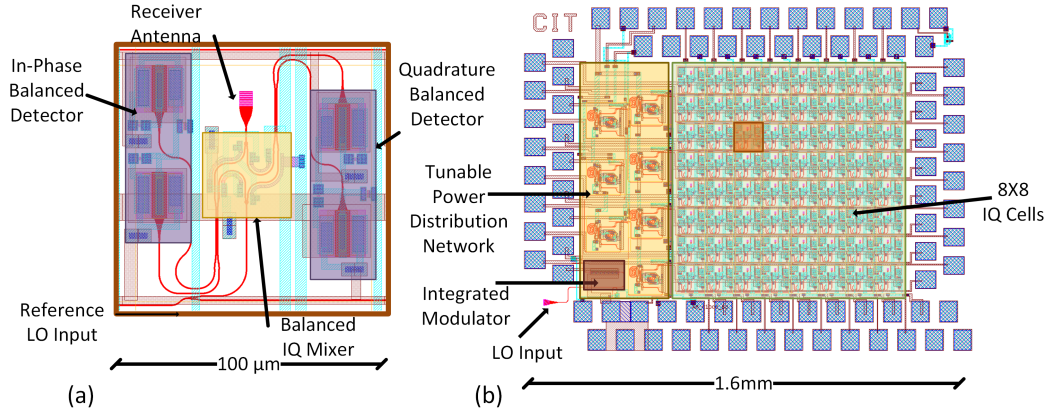 Receiver
Antenna
In-Phase
Balanced
Detector
Quadrature
Balanced
Detector
Reference
LO Input
Balanced
IQ Mixer
100 µm
(a)
CIT
Tunable
Power
Distribution
Network
8X8
IQ Cells
Integrated
Modulator
LO Input
1.6mm
(b)